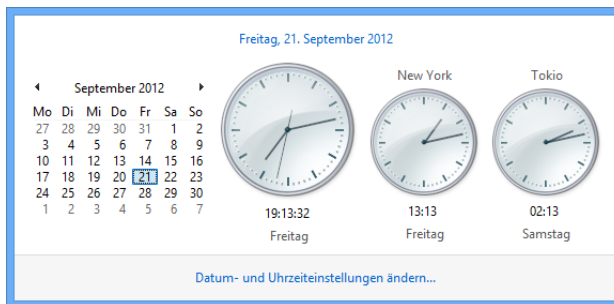 Freitag, 21. September 2012
September 2012
Mo Di Mi Do Fr Sa So
27 28 29 30 31 1 2
3 4 5 6 7 8 9
10 11 12 13 14 15 16
17 18 19 20 21 22 23
24 25 26 27 28 29 30
1 2 3 4 5 6 7
19:13:32
Freitag
New York
13:13
Freitag
Tokio
02:13
Samstag
Datum- und Uhrzeiteinstellungen ändern...